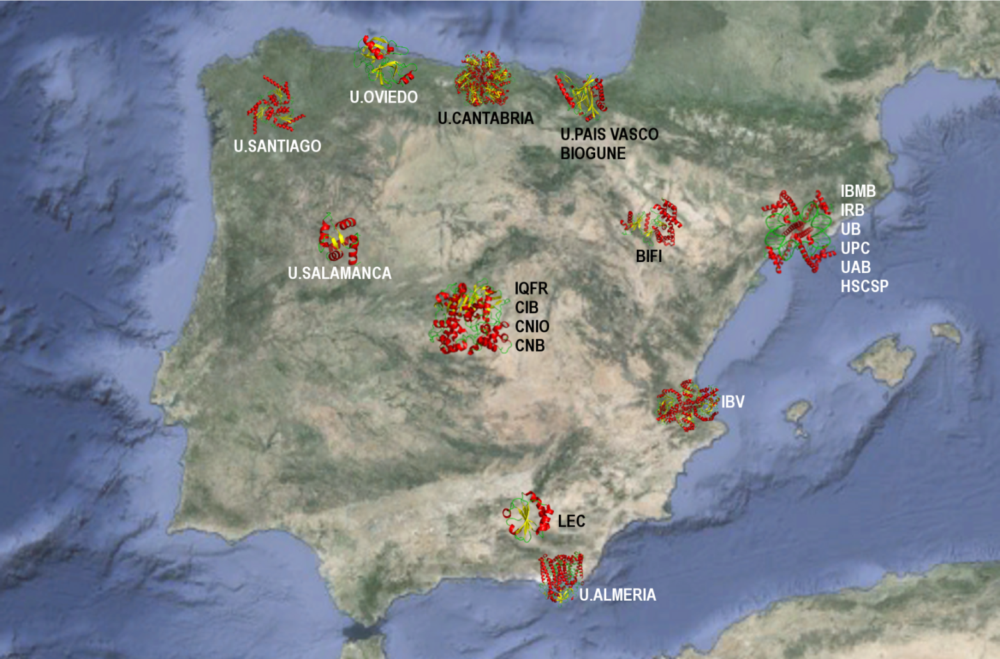 U.OVIEDO
U.CANTABRIA
U.SANTIAGO
U.PAIS VASCO
BIOGUNE
IBMB
IRB
UB
UPC
UAB
HSCSP
BIFI
U.SALAMANCA
IQFR
CIB
CNIO
CNB
IBV
LEC
U.ALMERIA